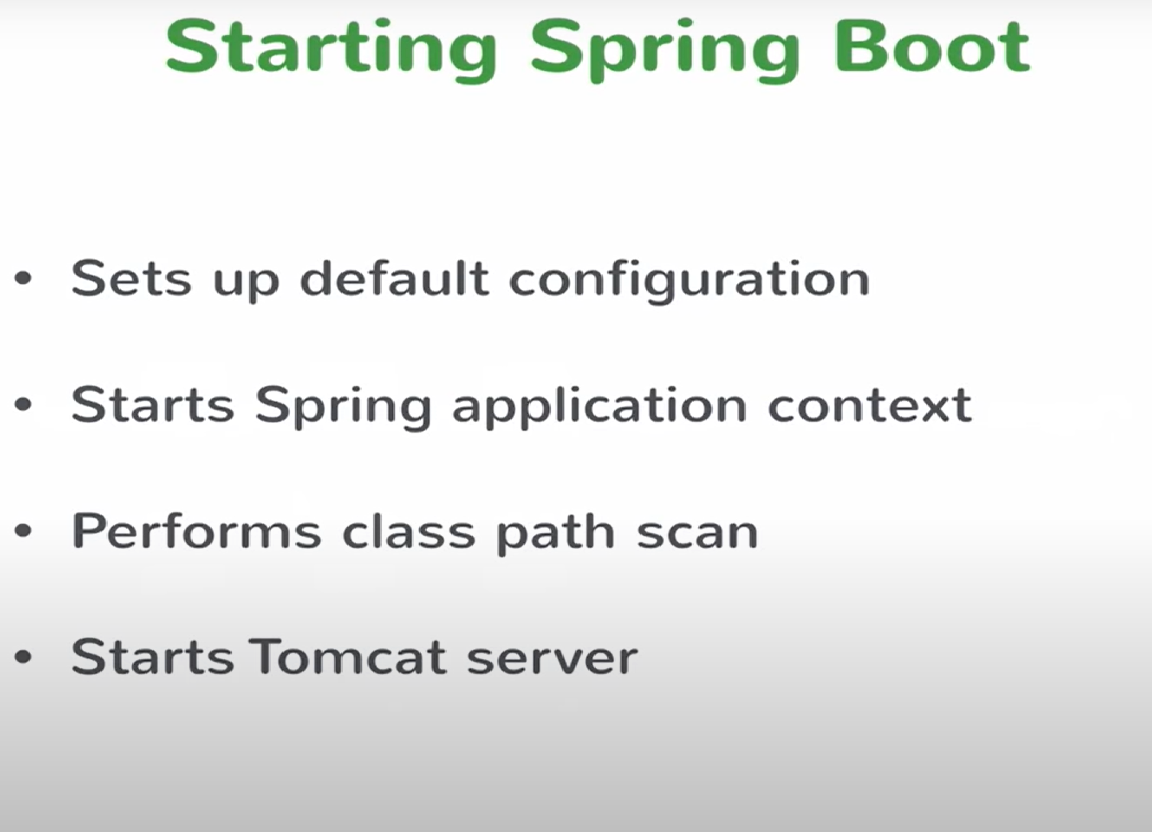 Starting Spring Boot
• Sets up default configuration
• Starts Spring application context
• Performs class path scan
• Starts Tomcat server